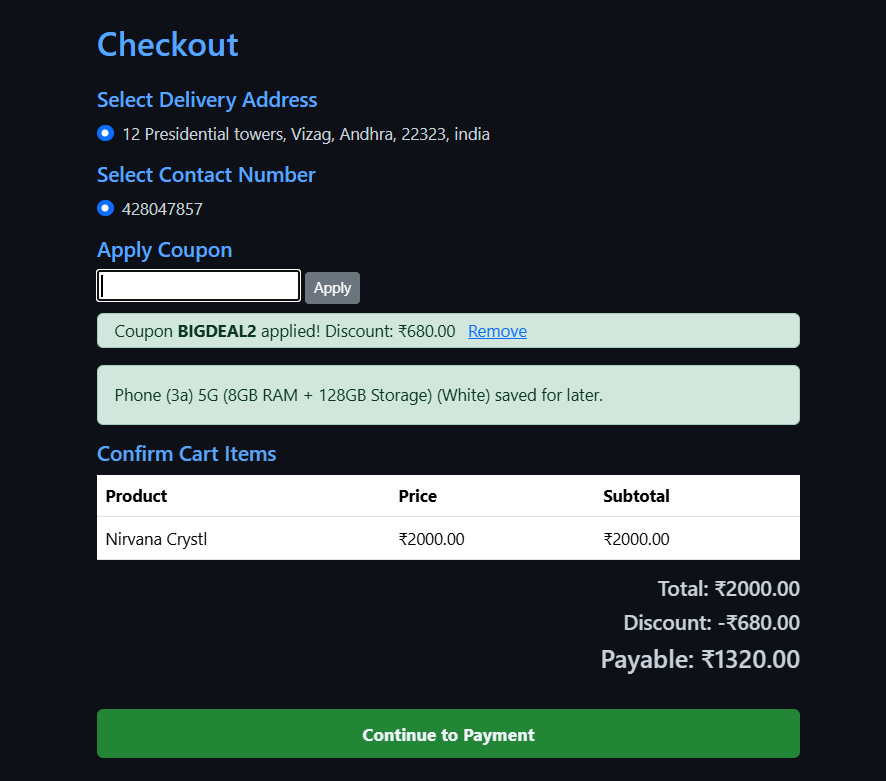 Checkout
Select Delivery Address
12 Presidential towers, Vizag, Andhra, 22323, india
Select Contact Number
428047857
Apply Coupon
Apply
Coupon BIGDEAL2 applied! Discount: ₹680.00 Remove
Phone (3a) 5G (8GB RAM + 128GB Storage) (White) saved for later.
Confirm Cart Items
Product Price Subtotal
Nirvana Crystl ₹2000.00 ₹2000.00
Total: ₹2000.00
Discount: -₹680.00
Payable: ₹1320.00
Continue to Payment